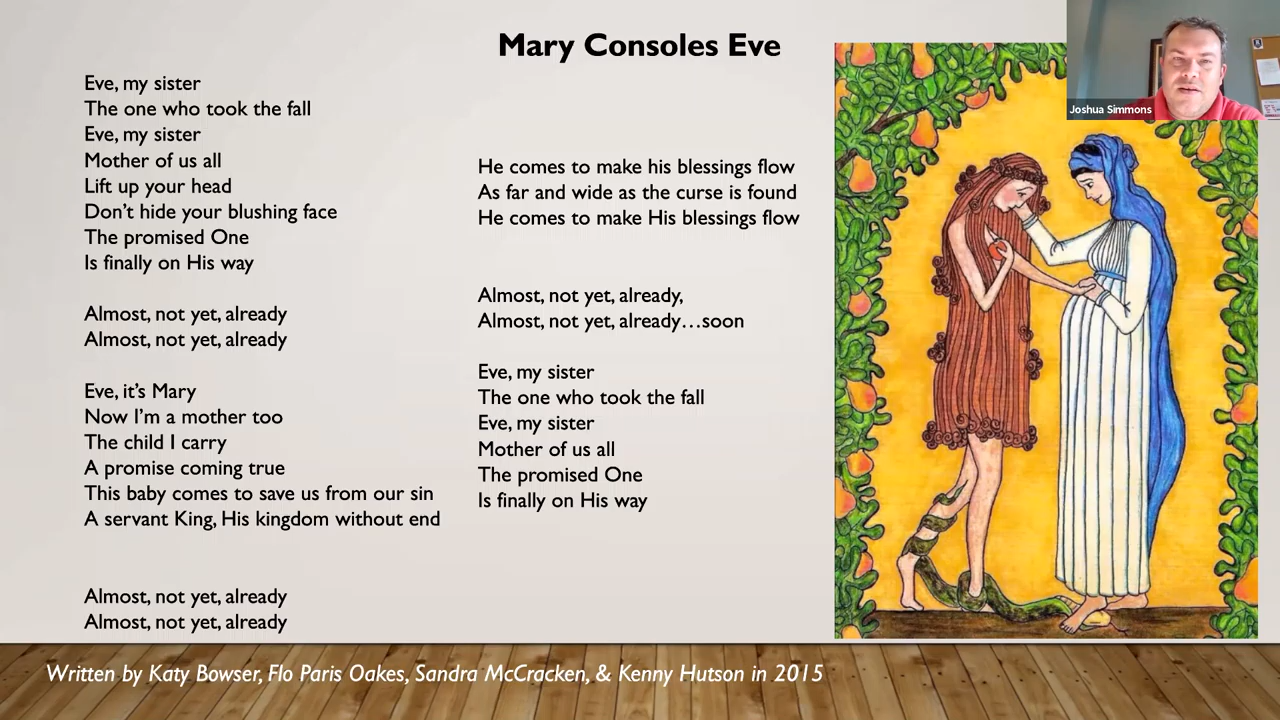 Mary Consoles Eve
Eve, my sister
The one who took the fall
Eve, my sister
Mother of us all
Lift up your head
Don’t hide your blushing face
The promised One
Is finally on His way
Almost, not yet, already
Almost, not yet, already
Eve, it’s Mary
Now I’m a mother too
The child I carry
A promise coming true
This baby comes to save us from our sin
A servant King, His kingdom without end
Almost, not yet, already
Almost, not yet, already
He comes to make his blessings flow
As far and wide as the curse is found
He comes to make His blessings flow
Almost, not yet, already,
Almost, not yet, already…soon
Eve, my sister
The one who took the fall
Eve, my sister
Mother of us all
The promised One
Is finally on His way
Joshua Simmons
Written by Katy Bowser, Flo Paris Oakes, Sandra McCracken, & Kenny Hutson in 2015